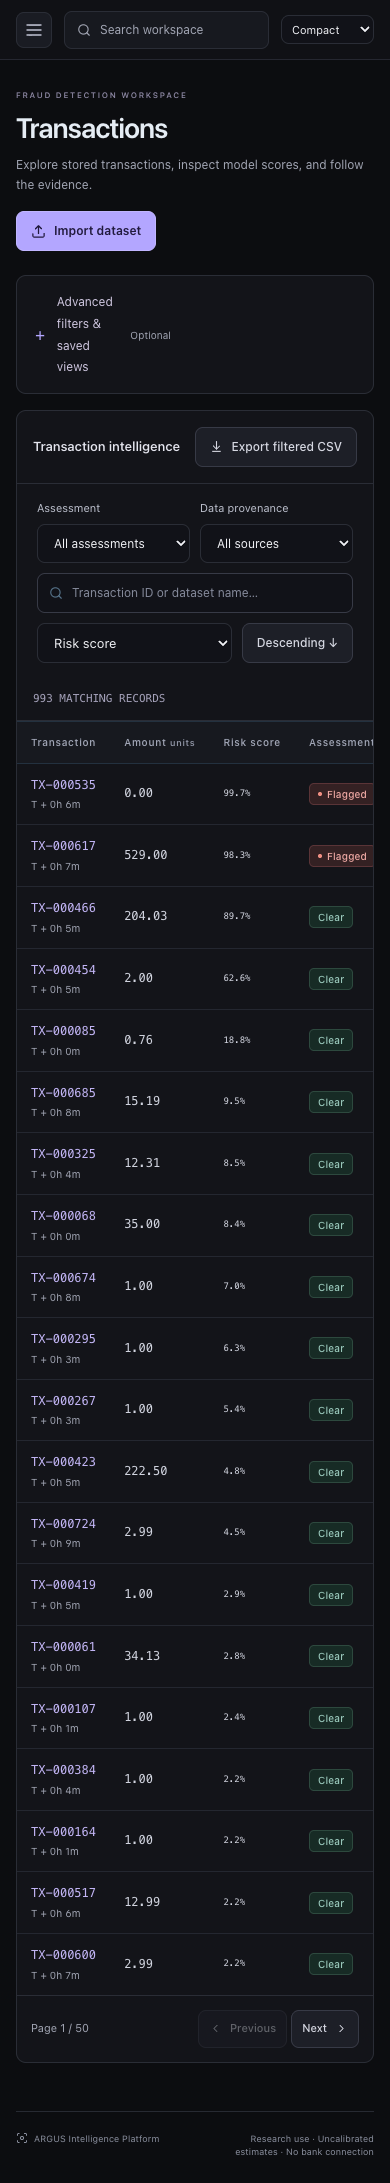 Search workspace
Compact
FRAUD DETECTION WORKSPACE
Transactions
Explore stored transactions, inspect model scores, and follow
the evidence.
Import dataset
Advanced
filters &
saved
views
Optional
Transaction intelligence
Export filtered CSV
Assessment Data provenance
All assessments All sources
Transaction ID or dataset name...
Risk score Descending ↓
993 MATCHING RECORDS
Transaction Amount units Risk score Assessment
TX-000535 0.00 99.7% Flagged
T + 0h 6m
TX-000617 529.00 98.3% Flagged
T + 0h 7m
TX-000466 204.03 89.7% Clear
T + 0h 5m
TX-000454 2.00 62.6% Clear
T + 0h 5m
TX-000085 0.76 18.8% Clear
T + 0h 0m
TX-000685 15.19 9.5% Clear
T + 0h 8m
TX-000325 12.31 8.5% Clear
T + 0h 4m
TX-000068 35.00 8.4% Clear
T + 0h 0m
TX-000674 1.00 7.0% Clear
T + 0h 8m
TX-000295 1.00 6.3% Clear
T + 0h 3m
TX-000267 1.00 5.4% Clear
T + 0h 3m
TX-000423 222.50 4.8% Clear
T + 0h 5m
TX-000724 2.99 4.5% Clear
T + 0h 9m
TX-000419 1.00 2.9% Clear
T + 0h 5m
TX-000061 34.13 2.8% Clear
T + 0h 0m
TX-000107 1.00 2.4% Clear
T + 0h 1m
TX-000384 1.00 2.2% Clear
T + 0h 4m
TX-000164 1.00 2.2% Clear
T + 0h 1m
TX-000517 12.99 2.2% Clear
T + 0h 6m
TX-000600 2.99 2.2% Clear
T + 0h 7m
Page 1 / 50 Previous Next
ARGUS Intelligence Platform
Research use · Uncalibrated
estimates · No bank connection